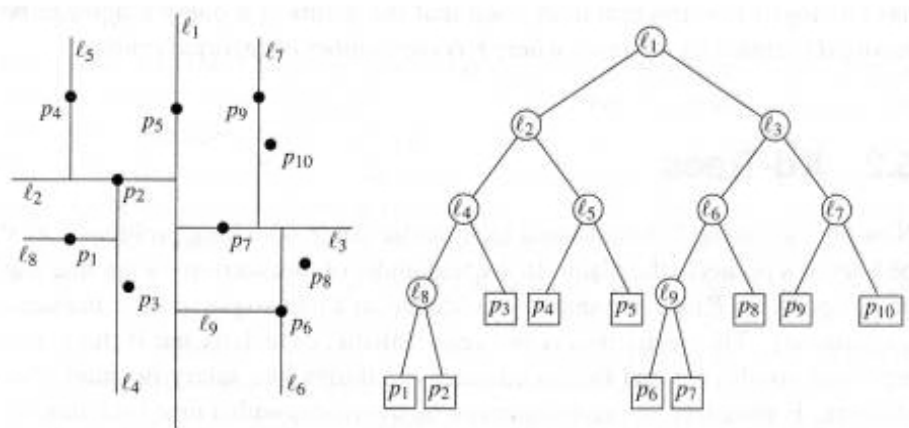 ℓ1
ℓ5
ℓ7
p4
p5
p9
p10
ℓ2
p2
p7
ℓ3
ℓ8
p1
p8
p3
ℓ9
p6
ℓ4
ℓ6
ℓ1
ℓ2 ℓ3
ℓ4 ℓ5 ℓ6 ℓ7
ℓ8 p3 p4 p5 ℓ9 p8 p9 p10
p1 p2 p6 p7